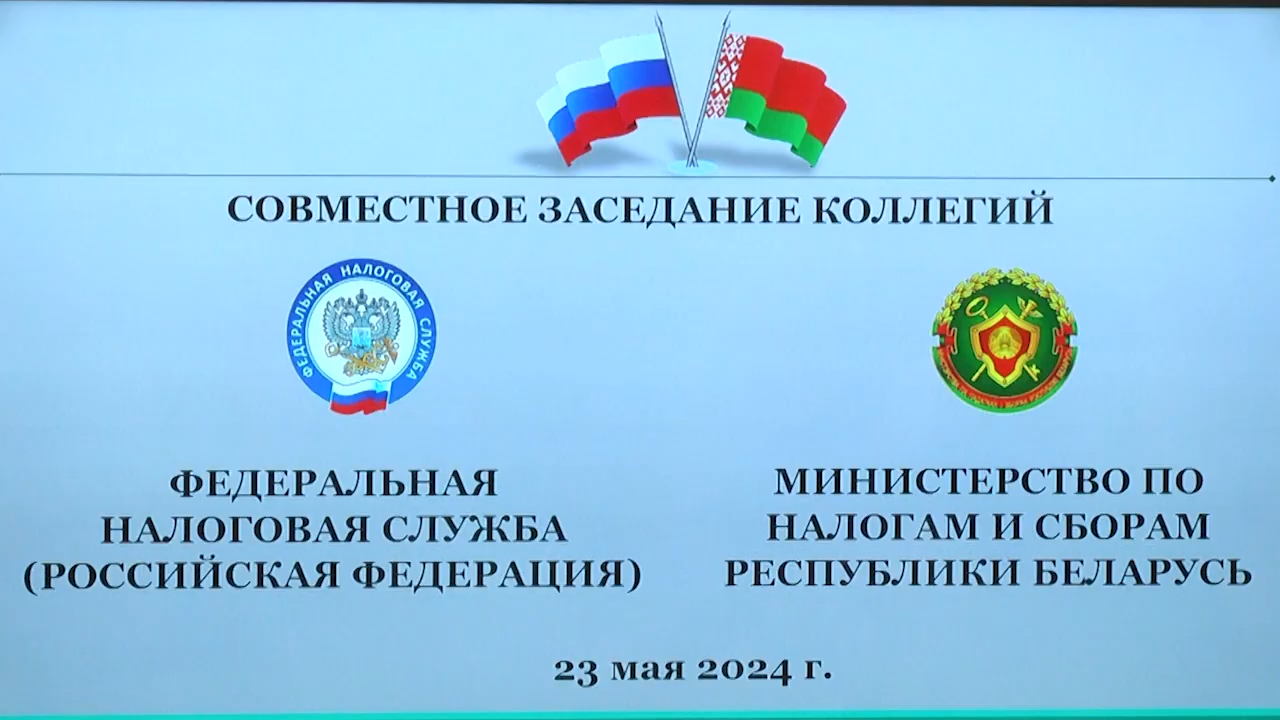 СОВМЕСТНОЕ ЗАСЕДАНИЕ КОЛЛЕГИЙ
ФЕДЕРАЛЬНАЯ НАЛОГОВАЯ СЛУЖБА
ФЕДЕРАЛЬНАЯ
НАЛОГОВАЯ СЛУЖБА
(РОССИЙСКАЯ ФЕДЕРАЦИЯ)
МИНИСТЕРСТВО ПО
НАЛОГАМ И СБОРАМ
РЕСПУБЛИКИ БЕЛАРУСЬ
23 мая 2024 г.